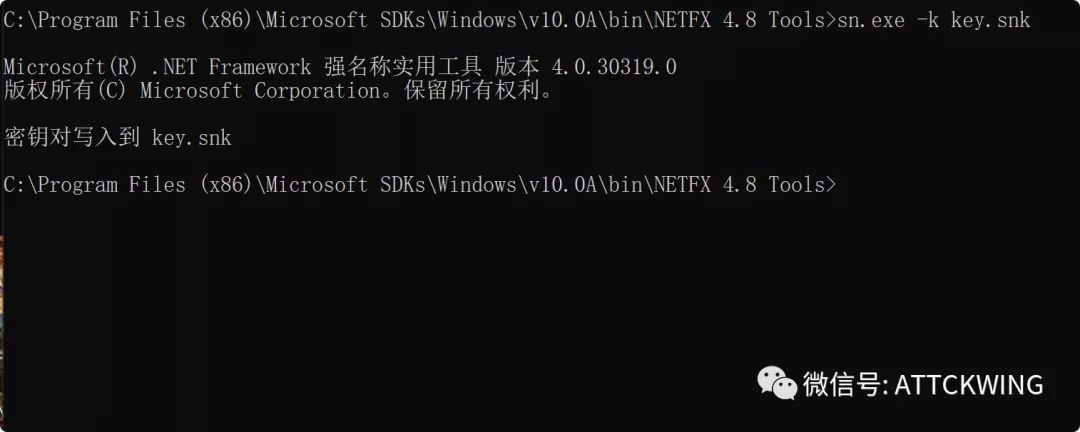 C:\Program Files (x86)\Microsoft SDKs\Windows\v10.0A\bin\NETFX 4.8 Tools>sn.exe -k key.snk
Microsoft(R) .NET Framework 强名称实用工具 版本 4.0.30319.0
版权所有(C) Microsoft Corporation。保留所有权利。
密钥对写入到 key.snk
C:\Program Files (x86)\Microsoft SDKs\Windows\v10.0A\bin\NETFX 4.8 Tools>
微信号: ATTCKWING